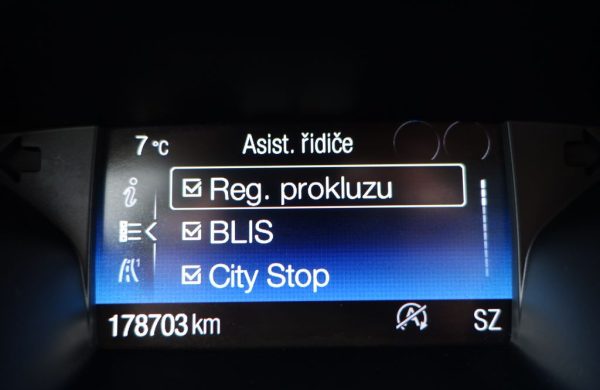 7 °C Asist. řidiče
Reg. prokluzu
BLIS
City Stop
178703 km A SZ